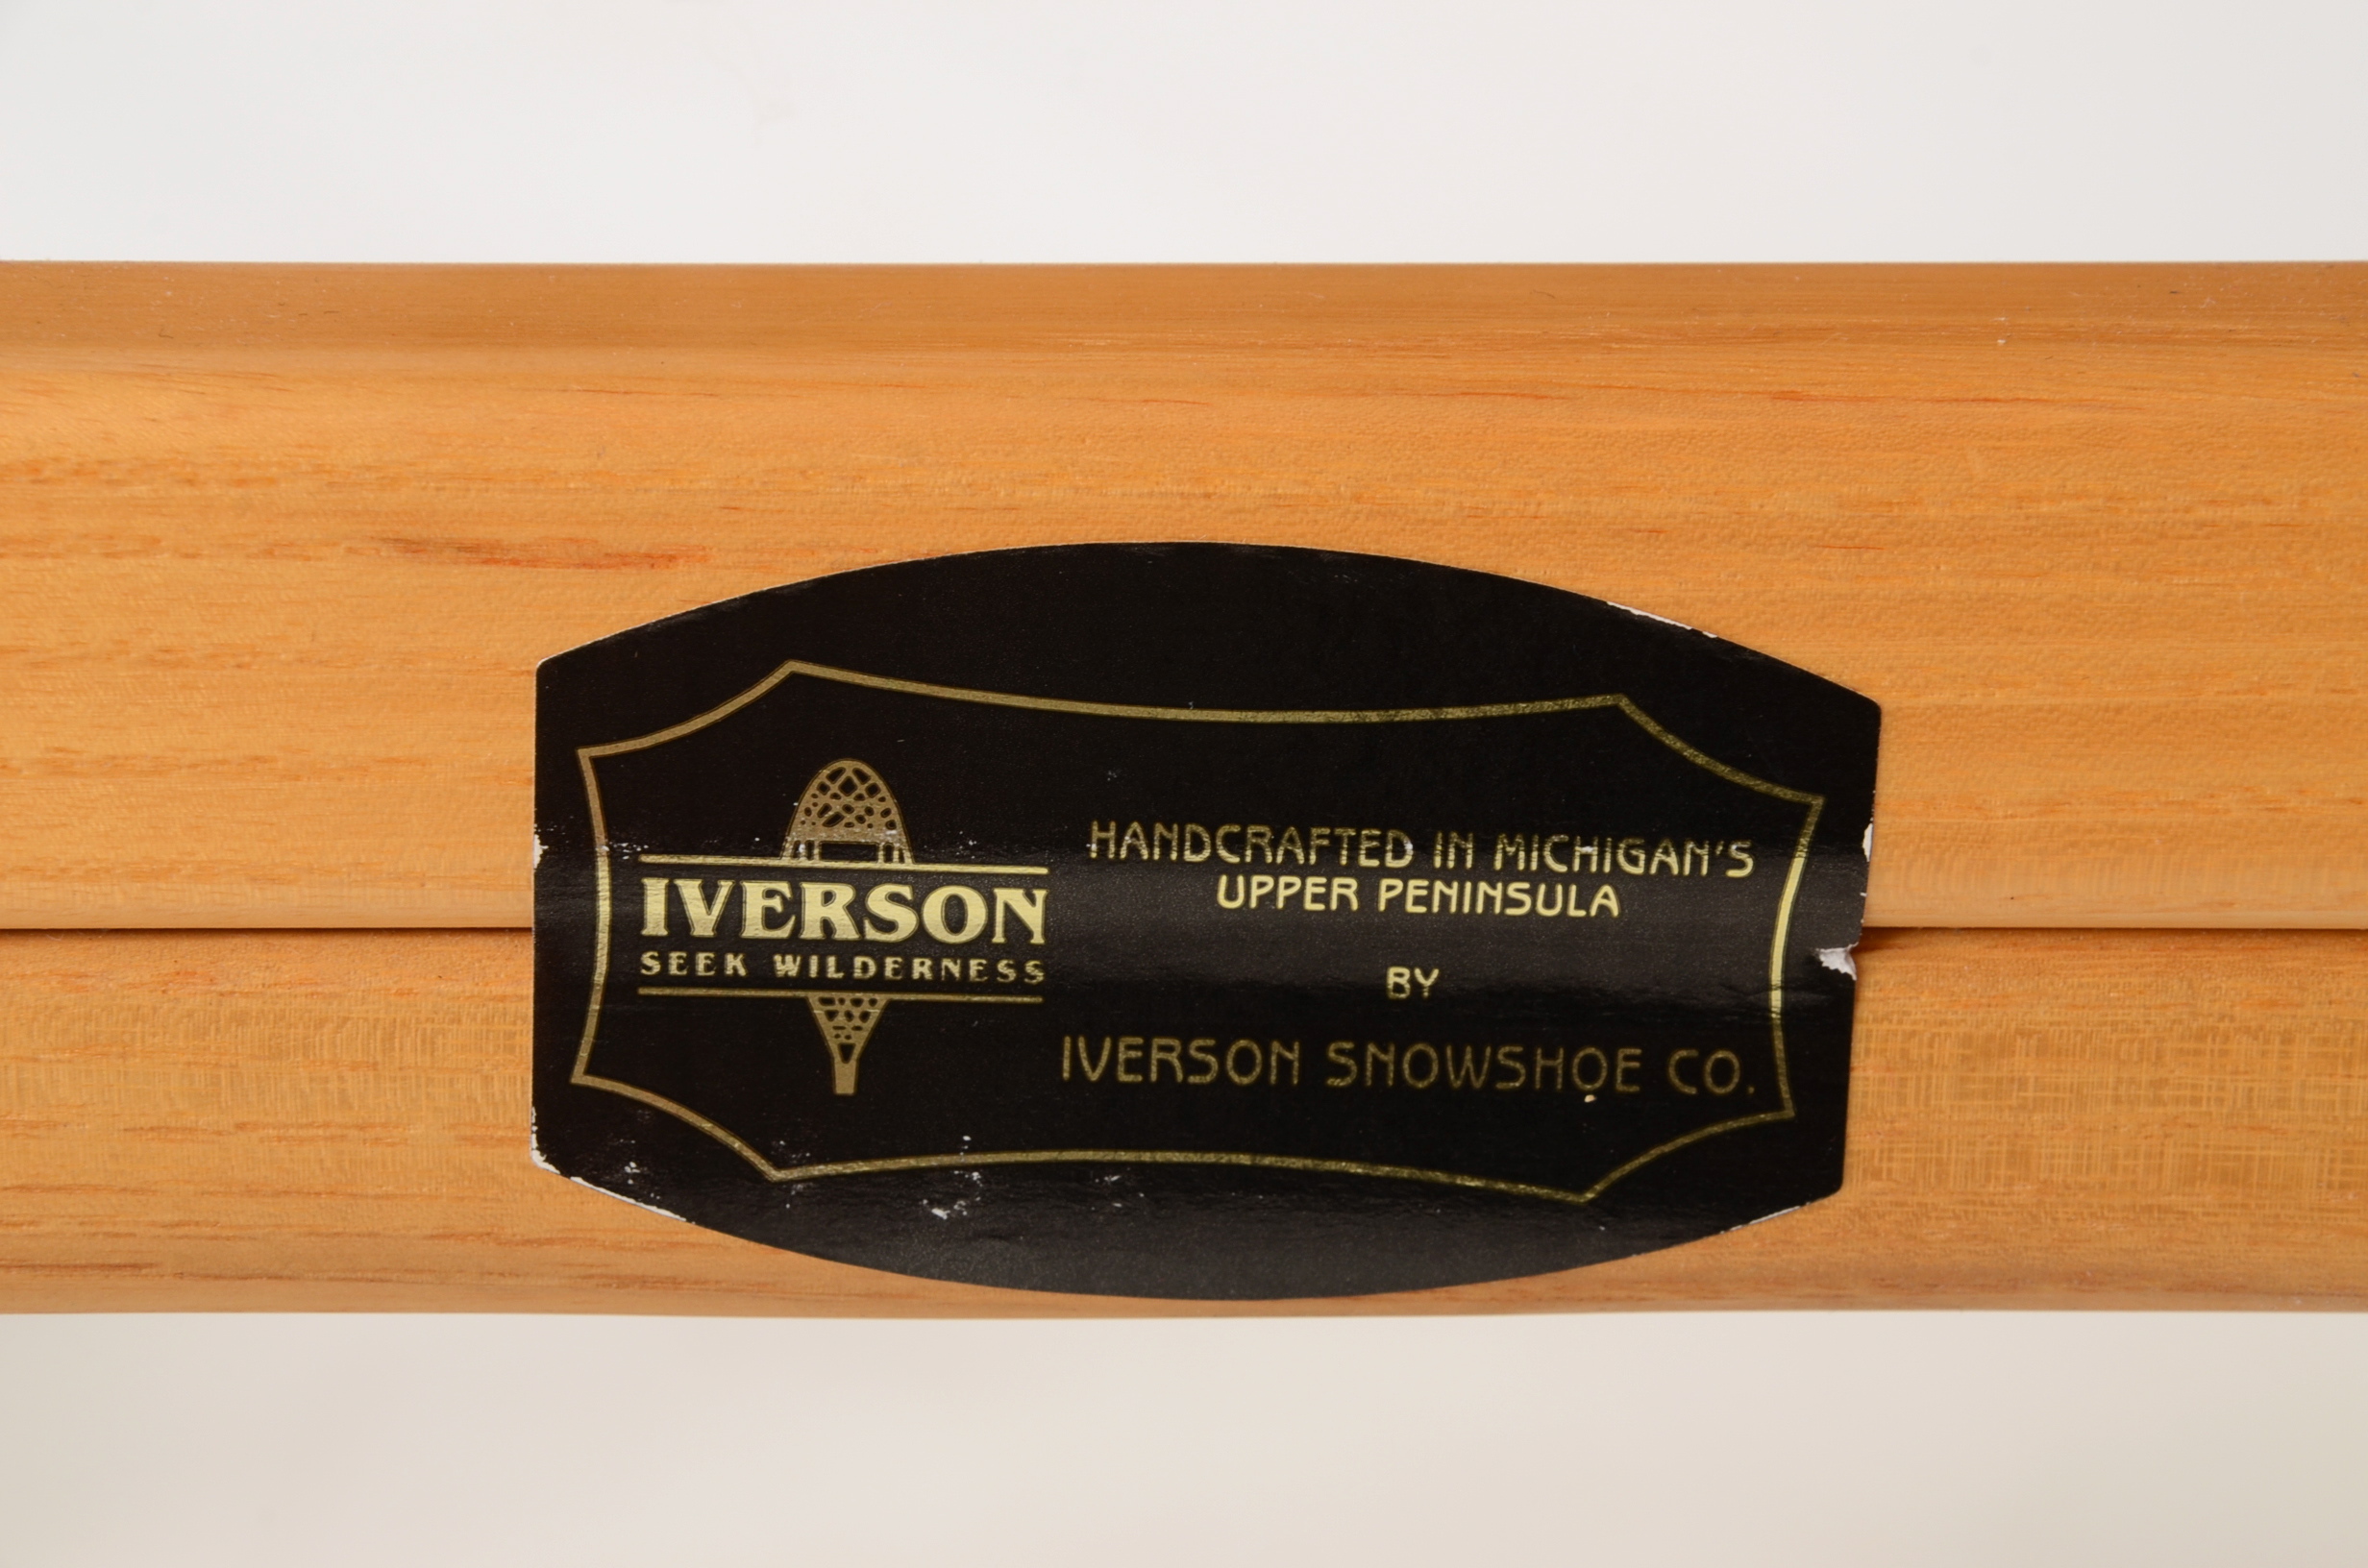 IVERSON
SEEK WILDERNESS
HANDCRAFTED IN MICHIGAN'S
UPPER PENINSULA
BY
IVERSON SNOWSHOE CO.